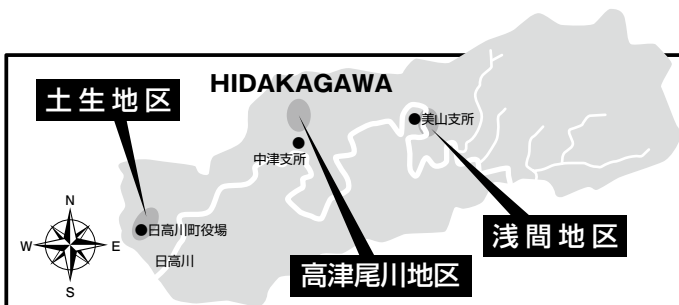 土生地区
HIDAKAGAWA
美山支所
中津支所
日高川町役場
日高川
浅間地区
高津尾川地区
N
W
E
S